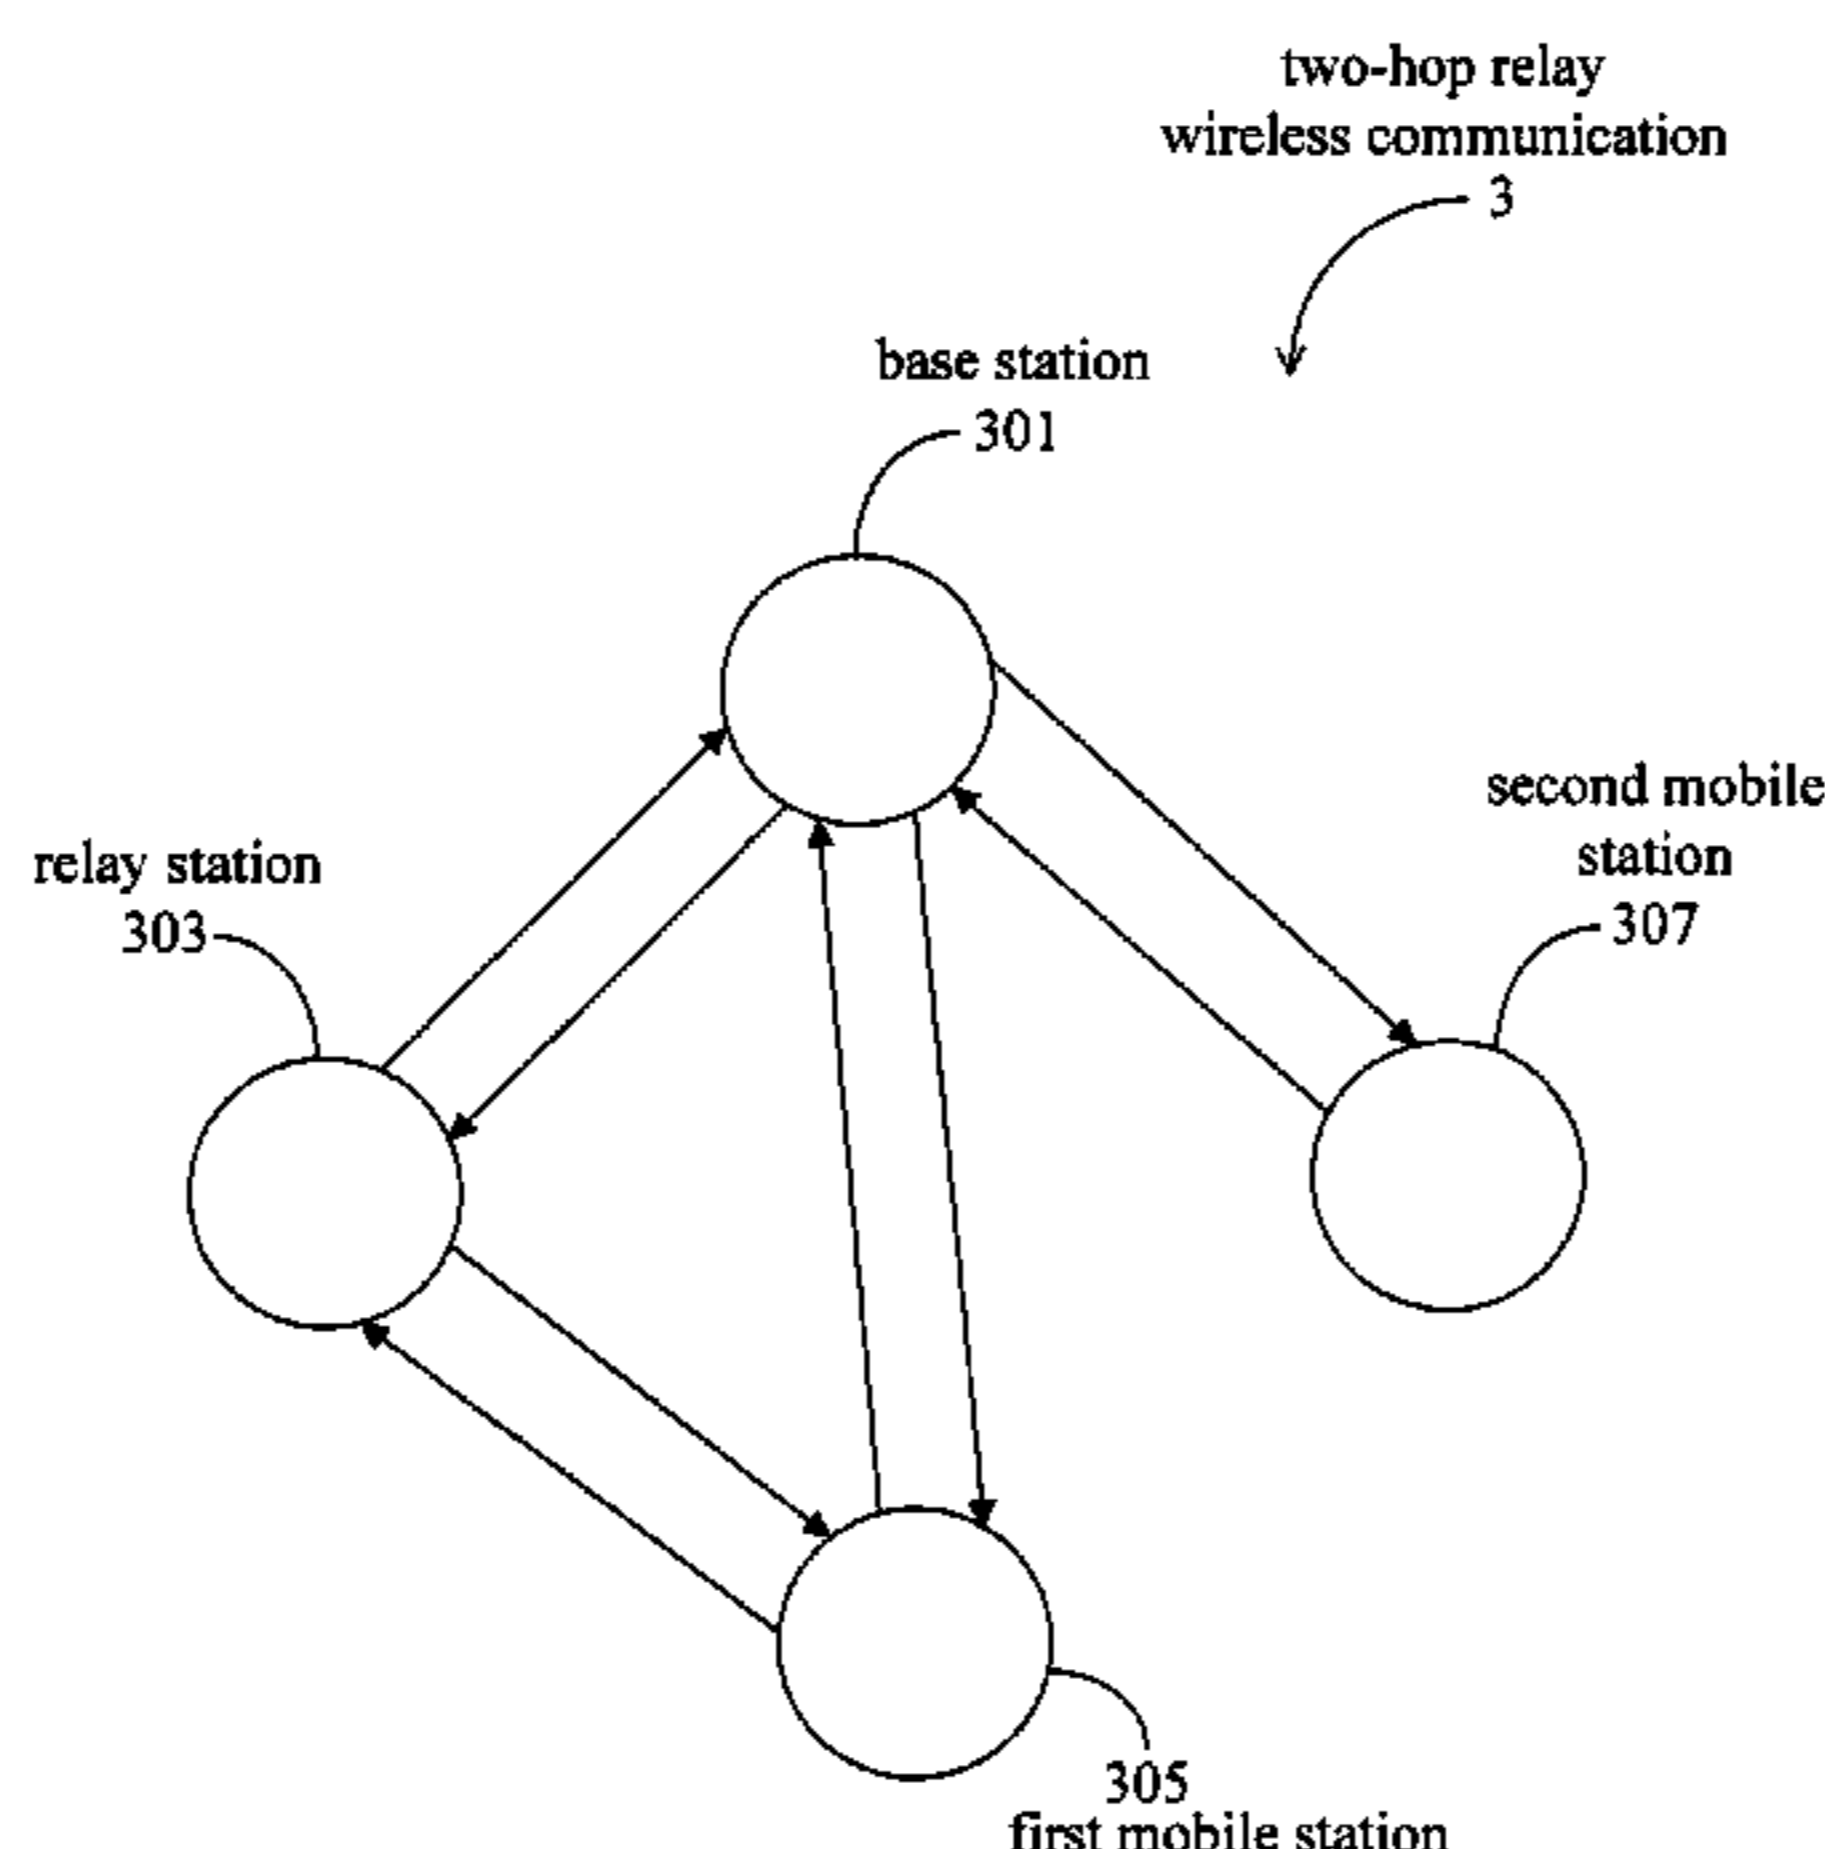 two-hop relay
wireless communication
3
base station
301
second mobile
station
307
relay station
303
305
first mobile station